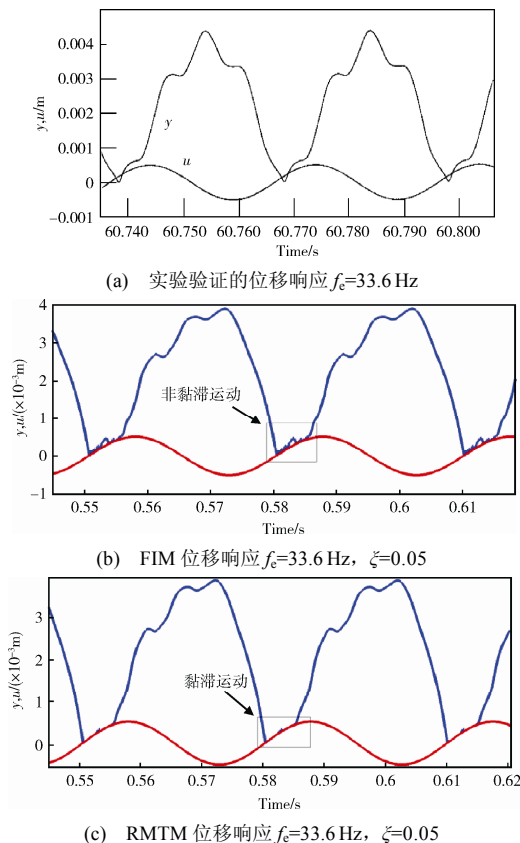 y,u/m
0.004
0.003
0.002
0.001
0
−0.001
y
u
60.740 60.750 60.760 60.770 60.780 60.790 60.800
Time/s
(a) 实验验证的位移响应 fe=33.6 Hz
y,u/(×10⁻³m)
4
3
2
1
0
−1
非黏滞运动
0.55 0.56 0.57 0.58 0.59 0.6 0.61
Time/s
(b) FIM 位移响应 fe=33.6 Hz，ξ=0.05
y,u/(×10⁻³m)
3
2
1
0
黏滞运动
0.55 0.56 0.57 0.58 0.59 0.60 0.61 0.62
Time/s
(c) RMTM 位移响应 fe=33.6 Hz，ξ=0.05